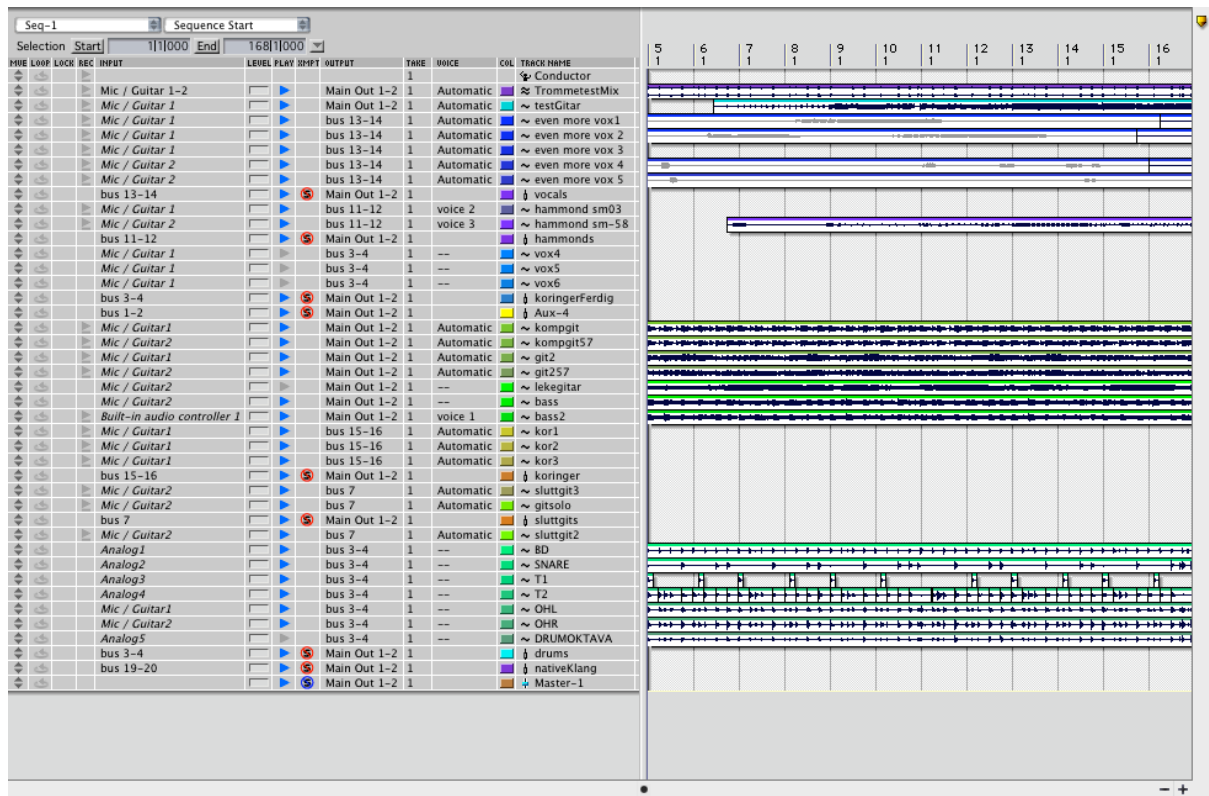 Seq-1 Sequence Start
Selection Start 1|1|000 End 168|1|000
5 6 7 8 9 10 11 12 13 14 15 16
1 1 1 1 1 1 1 1 1 1 1 1
MVE LOOP LOCK REC INPUT LEVEL PLAY XMPT OUTPUT TAKE VOICE COL TRACK NAME
1 Conductor
Mic / Guitar 1-2 Main Out 1-2 1 Automatic TrommetestMix
Mic / Guitar 1 Main Out 1-2 1 Automatic testGitar
Mic / Guitar 1 bus 13-14 1 Automatic even more vox1
Mic / Guitar 1 bus 13-14 1 Automatic even more vox 2
Mic / Guitar 1 bus 13-14 1 Automatic even more vox 3
Mic / Guitar 2 bus 13-14 1 Automatic even more vox 4
Mic / Guitar 2 bus 13-14 1 Automatic even more vox 5
bus 13-14 S Main Out 1-2 1 vocals
Mic / Guitar 1 bus 11-12 1 voice 2 hammond sm03
Mic / Guitar 2 bus 11-12 1 voice 3 hammond sm-58
bus 11-12 S Main Out 1-2 1 hammonds
Mic / Guitar 1 bus 3-4 1 -- vox4
Mic / Guitar 1 bus 3-4 1 -- vox5
Mic / Guitar 1 bus 3-4 1 -- vox6
bus 3-4 S Main Out 1-2 1 koringerFerdig
bus 1-2 S Main Out 1-2 1 Aux-4
Mic / Guitar1 Main Out 1-2 1 Automatic kompgit
Mic / Guitar2 Main Out 1-2 1 Automatic kompgit57
Mic / Guitar1 Main Out 1-2 1 Automatic git2
Mic / Guitar2 Main Out 1-2 1 Automatic git257
Mic / Guitar2 Main Out 1-2 1 -- lekegitar
Mic / Guitar2 Main Out 1-2 1 -- bass
Built-in audio controller 1 Main Out 1-2 1 voice 1 bass2
Mic / Guitar1 bus 15-16 1 Automatic kor1
Mic / Guitar1 bus 15-16 1 Automatic kor2
Mic / Guitar1 bus 15-16 1 Automatic kor3
bus 15-16 S Main Out 1-2 1 koringer
Mic / Guitar2 bus 7 1 Automatic sluttgit3
Mic / Guitar2 bus 7 1 Automatic gitsolo
bus 7 S Main Out 1-2 1 sluttgits
Mic / Guitar2 bus 7 1 Automatic sluttgit2
Analog1 bus 3-4 1 -- BD
Analog2 bus 3-4 1 -- SNARE
Analog3 bus 3-4 1 -- T1
Analog4 bus 3-4 1 -- T2
Mic / Guitar1 bus 3-4 1 -- OHL
Mic / Guitar2 bus 3-4 1 -- OHR
Analog5 bus 3-4 1 -- DRUMOKTAVA
bus 3-4 S Main Out 1-2 1 drums
bus 19-20 S Main Out 1-2 1 nativeKlang
S Main Out 1-2 1 Master-1